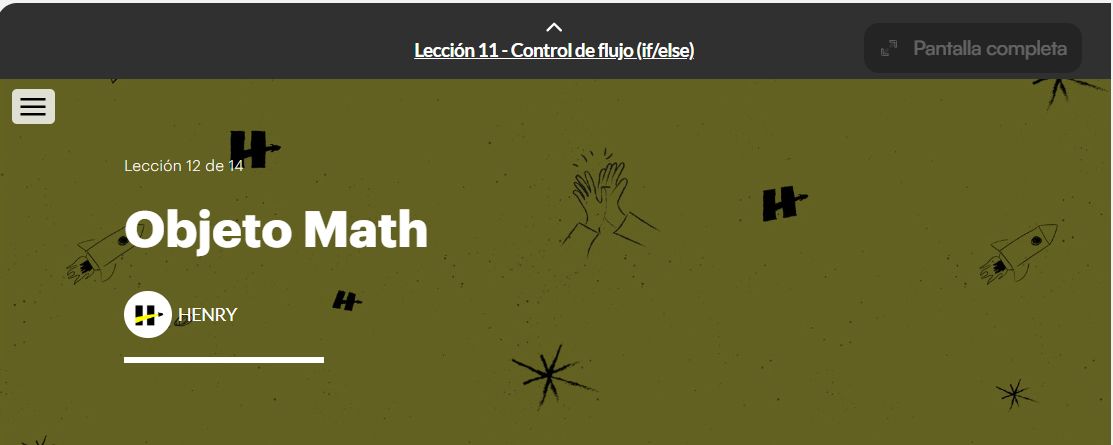 Lección 11 - Control de flujo (if/else)
Pantalla completa
Lección 12 de 14
Objeto Math
HENRY